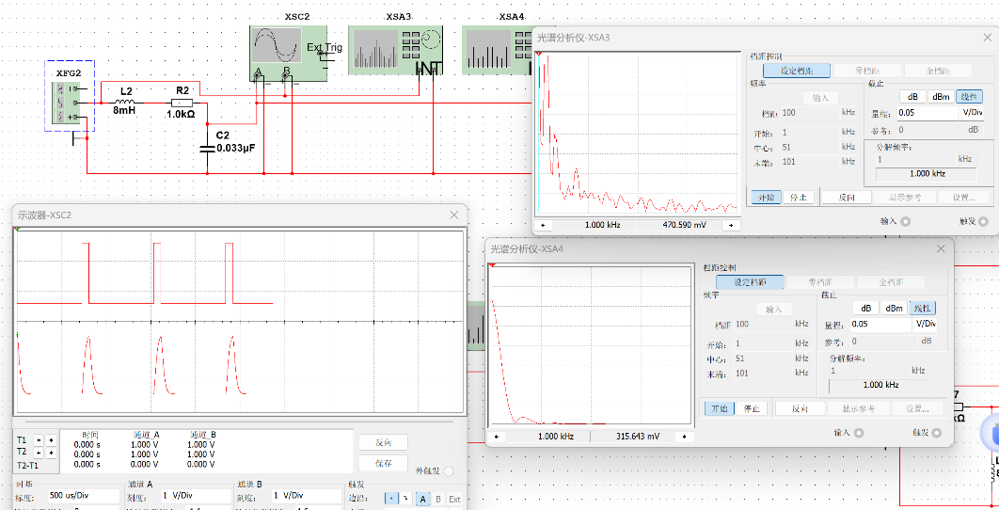 XSC2
XSA3
XSA4
Ext Trig
A
B
INT
XFG2
L2
8mH
R2
1.0kΩ
C2
0.033μF
光谱分析仪-XSA3
档距控制
设定档距
零档距
全档距
频率
输入
档距
100
kHz
开始:
1
kHz
中心:
51
kHz
末端:
101
kHz
截止
dB
dBm
线性
量程:
0.05
V/Div
参考:
0
dB
分解频率:
1
kHz
1.000 kHz
开始
停止
反向
显示参考
设置...
1.000 kHz
470.590 mV
输入
触发
示波器-XSC2
T1
T2
T2-T1
时间
通道_A
通道_B
0.000 s
1.000 V
1.000 V
0.000 s
1.000 V
1.000 V
0.000 s
0.000 V
0.000 V
反向
保存
外触发
时基
标度:
500 us/Div
通道 A
刻度:
1 V/Div
通道 B
刻度:
1 V/Div
触发
边沿:
A
B
Ext
光谱分析仪-XSA4
档距控制
设定档距
零档距
全档距
频率
输入
档距
100
kHz
开始:
1
kHz
中心:
51
kHz
末端:
101
kHz
截止
dB
dBm
线性
量程:
0.05
V/Div
参考:
0
dB
分解频率:
1
kHz
1.000 kHz
开始
停止
反向
显示参考
设置...
1.000 kHz
315.643 mV
输入
触发